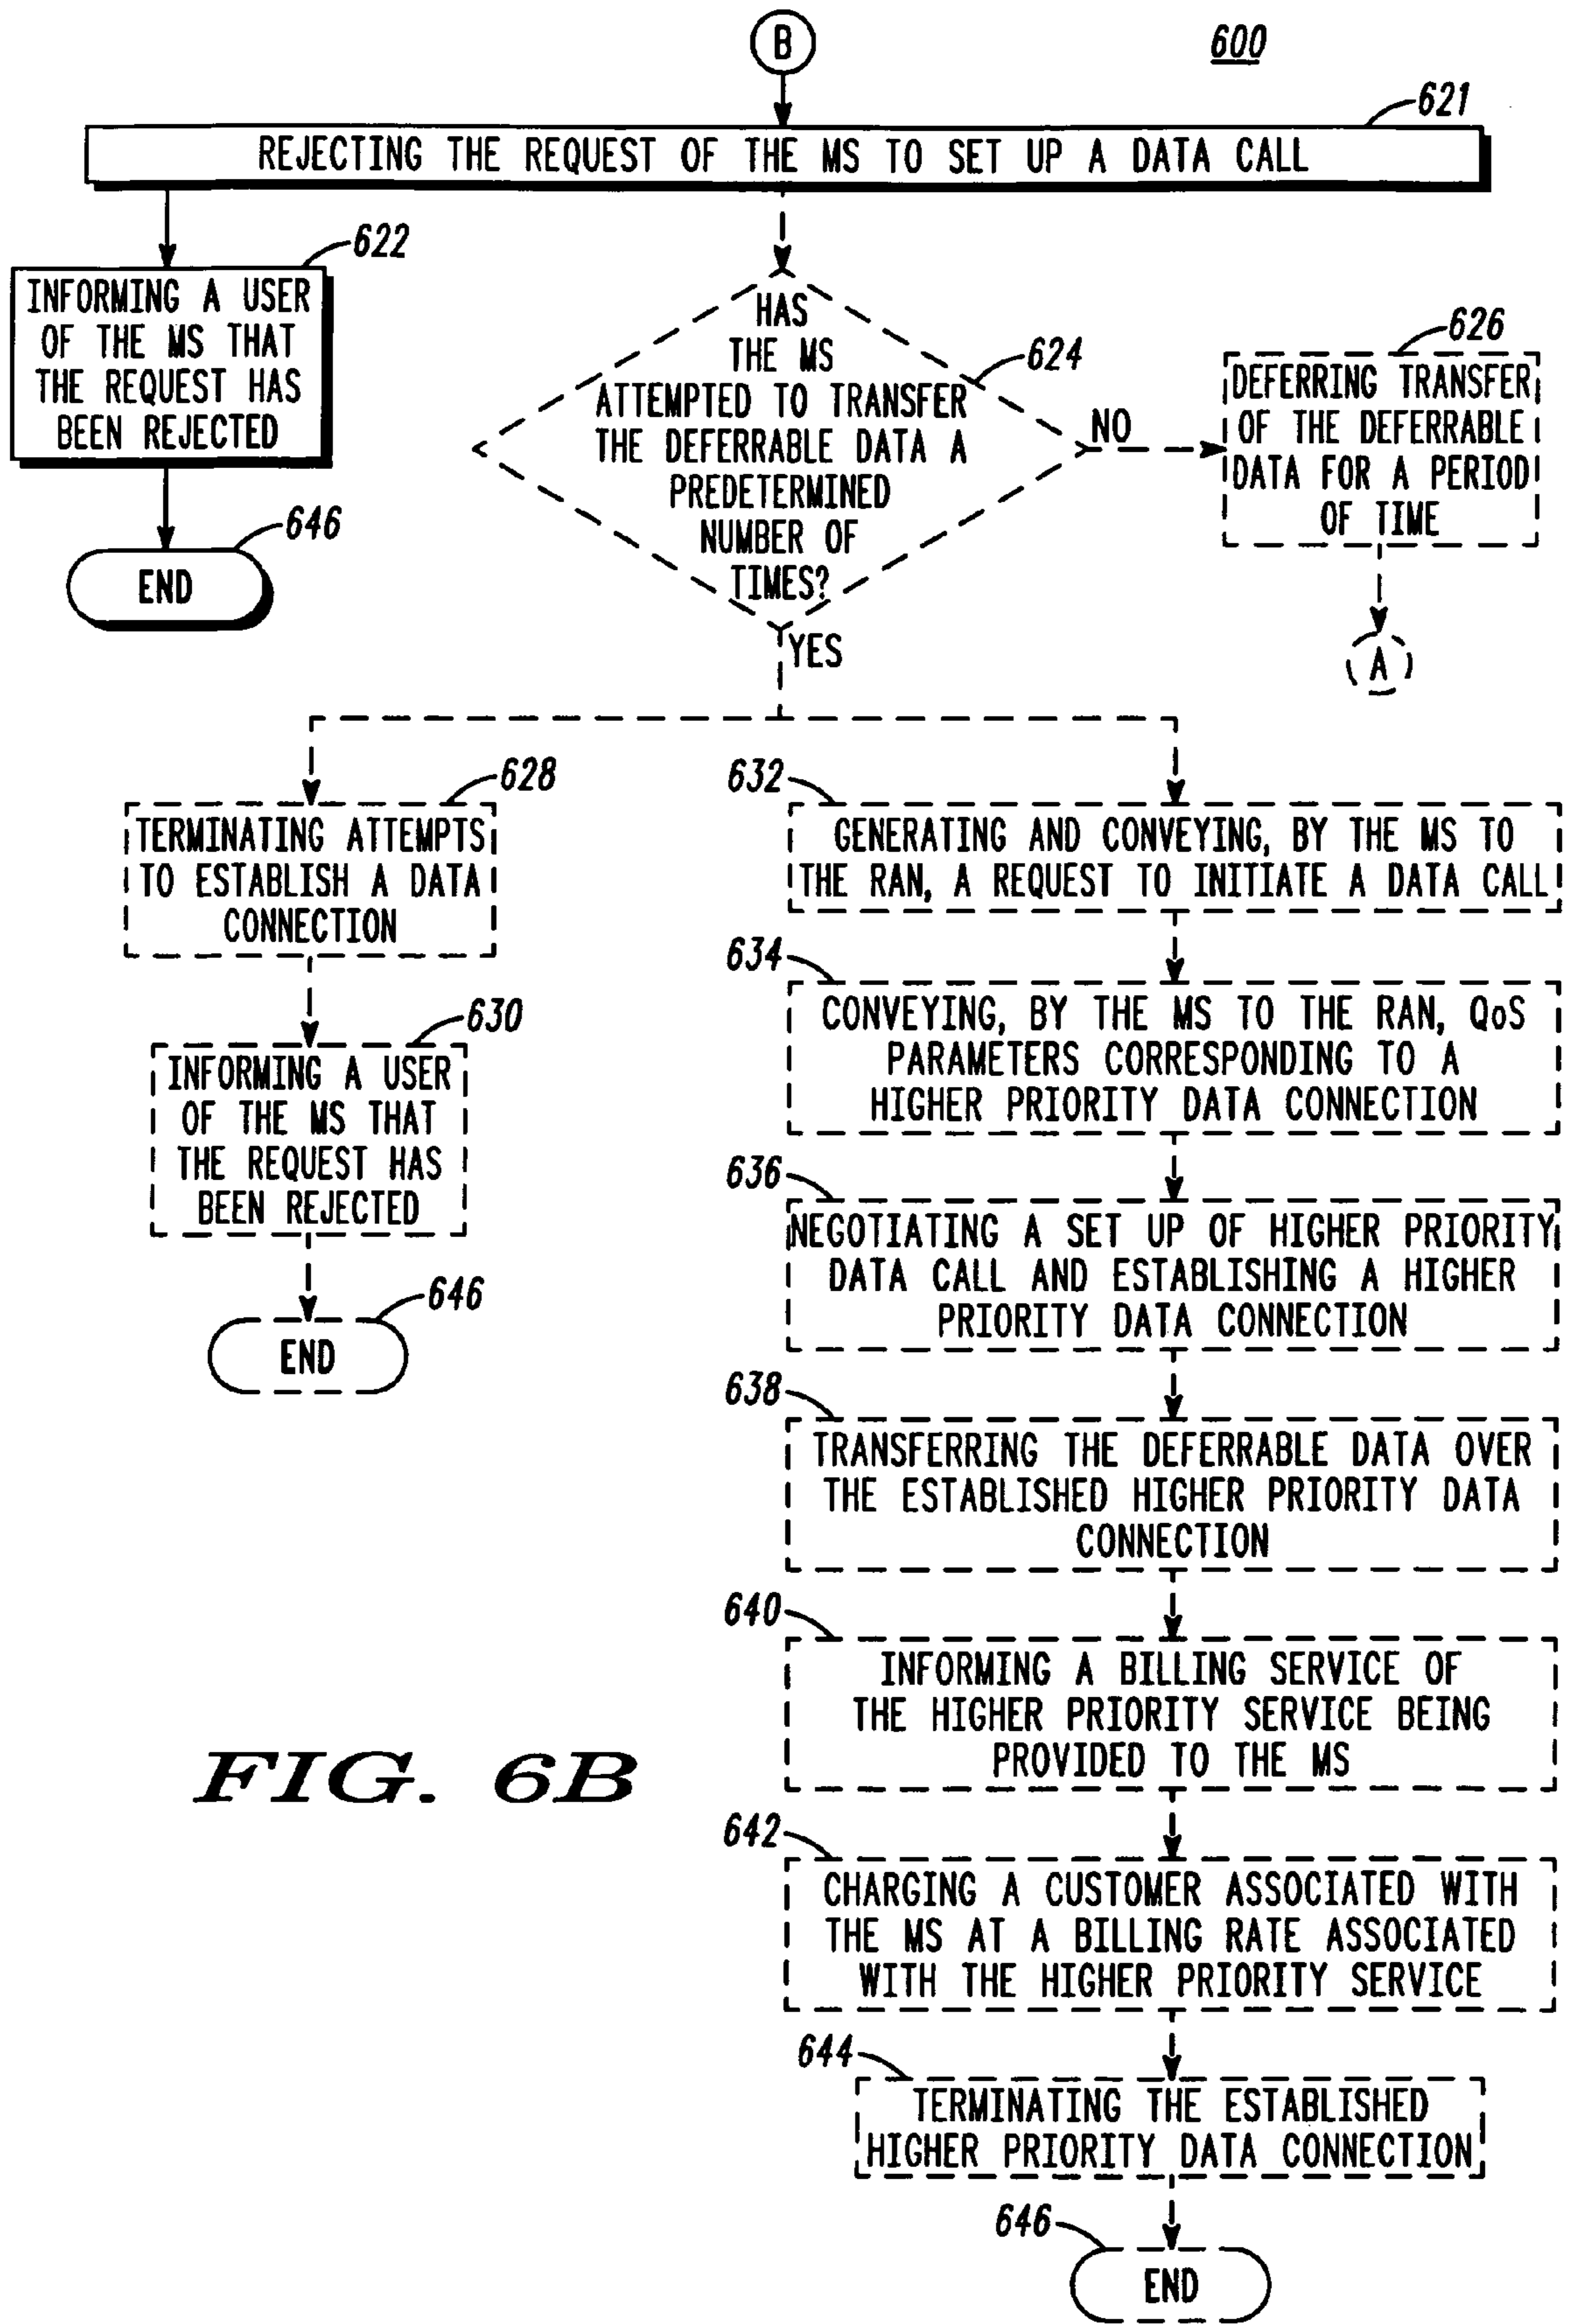 B
600
621
REJECTING THE REQUEST OF THE MS TO SET UP A DATA CALL
622
INFORMING A USER
OF THE MS THAT
THE REQUEST HAS
BEEN REJECTED
646
END
624
HAS
THE MS
ATTEMPTED TO TRANSFER
THE DEFERRABLE DATA A
PREDETERMINED
NUMBER OF
TIMES?
NO
YES
626
DEFERRING TRANSFER
OF THE DEFERRABLE
DATA FOR A PERIOD
OF TIME
A
628
TERMINATING ATTEMPTS
TO ESTABLISH A DATA
CONNECTION
630
INFORMING A USER
OF THE MS THAT
THE REQUEST HAS
BEEN REJECTED
646
END
632
GENERATING AND CONVEYING, BY THE MS TO
THE RAN, A REQUEST TO INITIATE A DATA CALL
634
CONVEYING, BY THE MS TO THE RAN, QoS
PARAMETERS CORRESPONDING TO A
HIGHER PRIORITY DATA CONNECTION
636
NEGOTIATING A SET UP OF HIGHER PRIORITY
DATA CALL AND ESTABLISHING A HIGHER
PRIORITY DATA CONNECTION
638
TRANSFERRING THE DEFERRABLE DATA OVER
THE ESTABLISHED HIGHER PRIORITY DATA
CONNECTION
640
INFORMING A BILLING SERVICE OF
THE HIGHER PRIORITY SERVICE BEING
PROVIDED TO THE MS
642
CHARGING A CUSTOMER ASSOCIATED WITH
THE MS AT A BILLING RATE ASSOCIATED
WITH THE HIGHER PRIORITY SERVICE
644
TERMINATING THE ESTABLISHED
HIGHER PRIORITY DATA CONNECTION
646
END
FIG. 6B